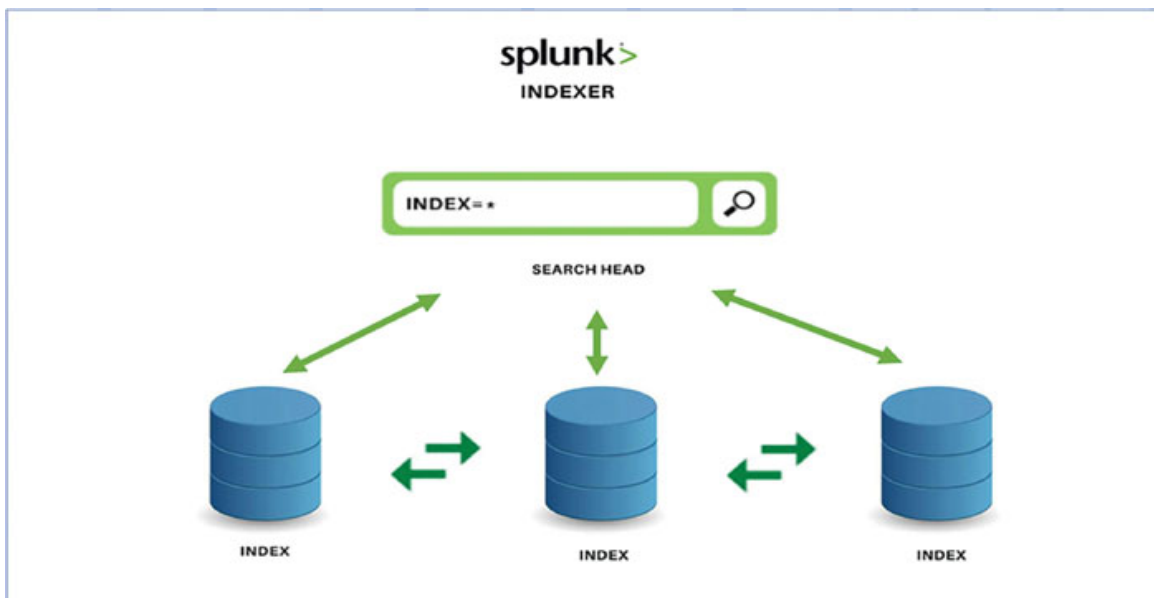 splunk>
INDEXER
INDEX=*
SEARCH HEAD
INDEX
INDEX
INDEX